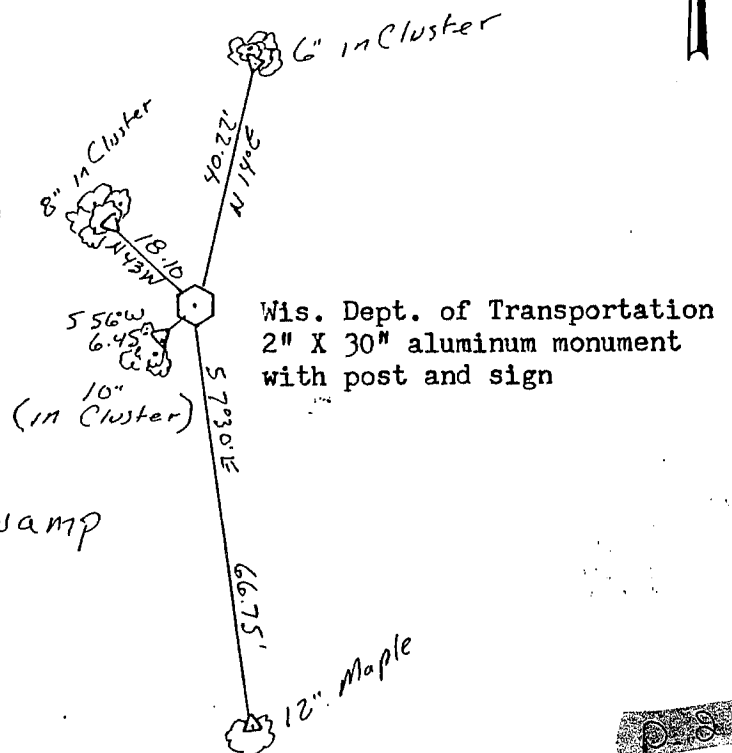 6" in Cluster
40.22'
N 14° E
8" in Cluster
18.10
N43W
S 56° W
6.45'
10"
(in Cluster)
Wis. Dept. of Transportation
2" X 30" aluminum monument
with post and sign
S 7°30'E
66.75'
12" Maple